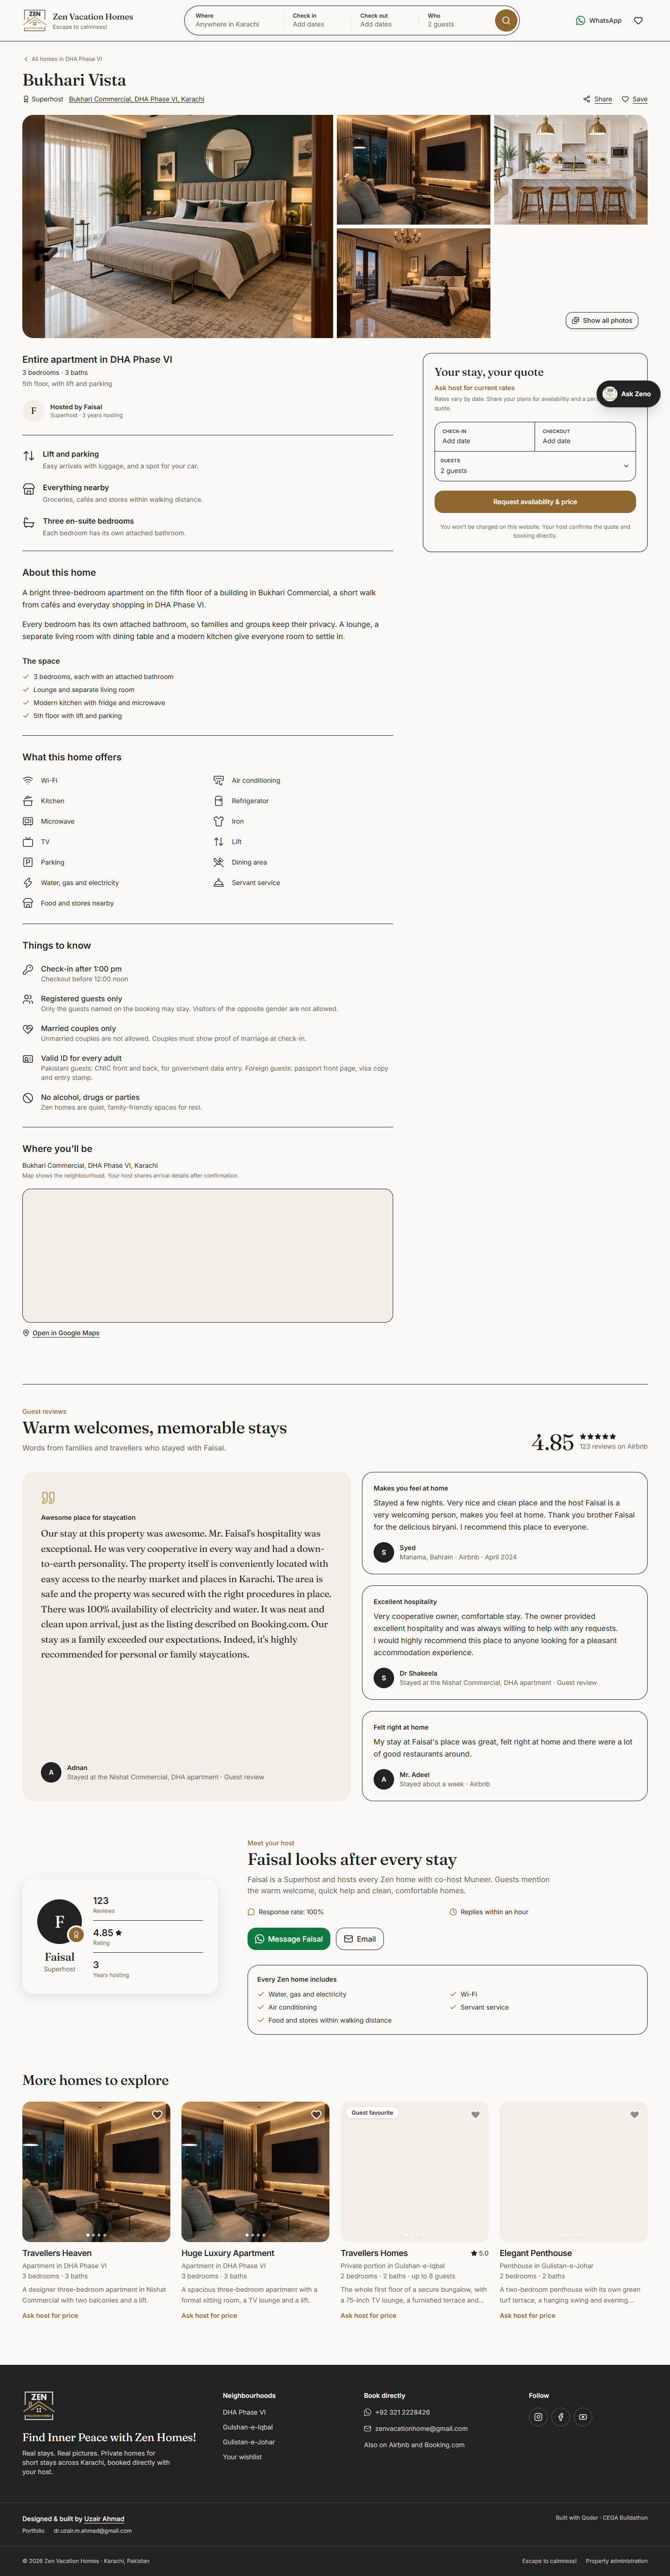 ZEN
Zen Vacation Homes
Escape to calmness!
Where
Anywhere in Karachi
Check in
Add dates
Check out
Add dates
Who
2 guests
WhatsApp
All homes in DHA Phase VI
Bukhari Vista
Superhost
Bukhari Commercial, DHA Phase VI, Karachi
Share
Save
Show all photos
Entire apartment in DHA Phase VI
3 bedrooms · 3 baths
5th floor, with lift and parking
F
Hosted by Faisal
Superhost · 3 years hosting
Lift and parking
Easy arrivals with luggage, and a spot for your car.
Everything nearby
Groceries, cafés and stores within walking distance.
Three en-suite bedrooms
Each bedroom has its own attached bathroom.
Your stay, your quote
Ask host for current rates
Rates vary by date. Share your plans for availability and a
quote.
Ask Zeno
CHECK-IN
Add date
CHECKOUT
Add date
GUESTS
2 guests
Request availability & price
You won't be charged on this website. Your host confirms the quote and
booking directly.
About this home
A bright three-bedroom apartment on the fifth floor of a building in Bukhari Commercial, a short walk
from cafés and everyday shopping in DHA Phase VI.
Every bedroom has its own attached bathroom, so families and groups keep their privacy. A lounge, a
separate living room with dining table and a modern kitchen give everyone room to settle in.
The space
3 bedrooms, each with an attached bathroom
Lounge and separate living room
Modern kitchen with fridge and microwave
5th floor with lift and parking
What this home offers
Wi-Fi
Air conditioning
Kitchen
Refrigerator
Microwave
Iron
TV
Lift
Parking
Dining area
Water, gas and electricity
Servant service
Food and stores nearby
Things to know
Check-in after 1:00 pm
Checkout before 12:00 noon
Registered guests only
Only the guests named on the booking may stay. Visitors of the opposite gender are not allowed.
Married couples only
Unmarried couples are not allowed. Couples must show proof of marriage at check-in.
Valid ID for every adult
Pakistani guests: CNIC front and back, for government data entry. Foreign guests: passport front page, visa copy
and entry stamp.
No alcohol, drugs or parties
Zen homes are quiet, family-friendly spaces for rest.
Where you'll be
Bukhari Commercial, DHA Phase VI, Karachi
Map shows the neighbourhood. Your host shares arrival details after confirmation.
Open in Google Maps
Guest reviews
Warm welcomes, memorable stays
Words from families and travellers who stayed with Faisal.
4.85
123 reviews on Airbnb
Awesome place for staycation
Our stay at this property was awesome. Mr. Faisal's hospitality was
exceptional. He was very cooperative in every way and had a down-
to-earth personality. The property itself is conveniently located with
easy access to the nearby market and places in Karachi. The area is
safe and the property was secured with the right procedures in place.
There was 100% availability of electricity and water. It was neat and
clean upon arrival, just as the listing described on Booking.com. Our
stay as a family exceeded our expectations. Indeed, it's highly
recommended for personal or family staycations.
A
Adnan
Stayed at the Nishat Commercial, DHA apartment · Guest review
Makes you feel at home
Stayed a few nights. Very nice and clean place and the host Faisal is a
very welcoming person, makes you feel at home. Thank you brother Faisal
for the delicious biryani. I recommend this place to everyone.
S
Syed
Manama, Bahrain · Airbnb · April 2024
Excellent hospitality
Very cooperative owner, comfortable stay. The owner provided
excellent hospitality and was always willing to help with any requests.
I would highly recommend this place to anyone looking for a pleasant
accommodation experience.
S
Dr Shakeela
Stayed at the Nishat Commercial, DHA apartment · Guest review
Felt right at home
My stay at Faisal's place was great, felt right at home and there were a lot
of good restaurants around.
A
Mr. Adeel
Stayed about a week · Airbnb
F
Faisal
Superhost
123
Reviews
4.85
Rating
3
Years hosting
Meet your host
Faisal looks after every stay
Faisal is a Superhost and hosts every Zen home with co-host Muneer. Guests mention
the warm welcome, quick help and clean, comfortable homes.
Response rate: 100%
Replies within an hour
Message Faisal
Email
Every Zen home includes
Water, gas and electricity
Wi-Fi
Air conditioning
Servant service
Food and stores within walking distance
More homes to explore
Travellers Heaven
Apartment in DHA Phase VI
3 bedrooms · 3 baths
A designer three-bedroom apartment in Nishat
Commercial with two balconies and a lift.
Ask host for price
Huge Luxury Apartment
Apartment in DHA Phase VI
3 bedrooms · 3 baths
A spacious three-bedroom apartment with a
formal sitting room, a TV lounge and a lift.
Ask host for price
Guest favourite
Travellers Homes
5.0
Private portion in Gulshan-e-Iqbal
2 bedrooms · 2 baths · up to 8 guests
The whole first floor of a secure bungalow, with
a 75-inch TV lounge, a furnished terrace and...
Ask host for price
Elegant Penthouse
Penthouse in Gulistan-e-Johar
2 bedrooms · 2 baths
A two-bedroom penthouse with its own green
turf terrace, a hanging swing and evening...
Ask host for price
ZEN
Find Inner Peace with Zen Homes!
Real stays. Real pictures. Private homes for
short stays across Karachi, booked directly with
your host.
Neighbourhoods
DHA Phase VI
Gulshan-e-Iqbal
Gulistan-e-Johar
Your wishlist
Book directly
+92 321 2228426
zenvacationhome@gmail.com
Also on Airbnb and Booking.com
Follow
Designed & built by Uzair Ahmad
Portfolio
dr.uzair.m.ahmad@gmail.com
Built with Qoder · CEGA Buildathon
© 2026 Zen Vacation Homes · Karachi, Pakistan
Escape to calmness!
Property administration